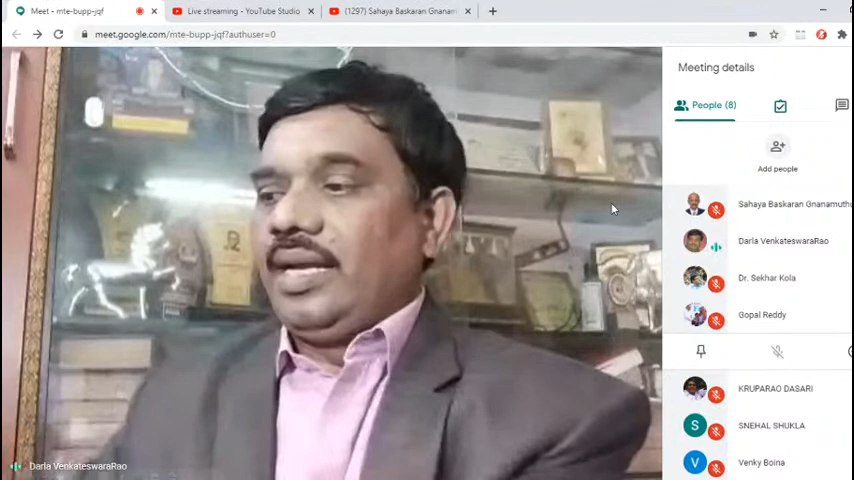 Meet - mte-bupp-jqf
Live streaming - YouTube Studio
(1297) Sahaya Baskaran Gnanam
meet.google.com/mte-bupp-jqf?authuser=0
Meeting details
People (8)
Add people
Sahaya Baskaran Gnanamuthu
Darla VenkateswaraRao
Dr. Sekhar Kola
Gopal Reddy
KRUPARAO DASARI
S SNEHAL SHUKLA
V Venky Boina
Darla VenkateswaraRao